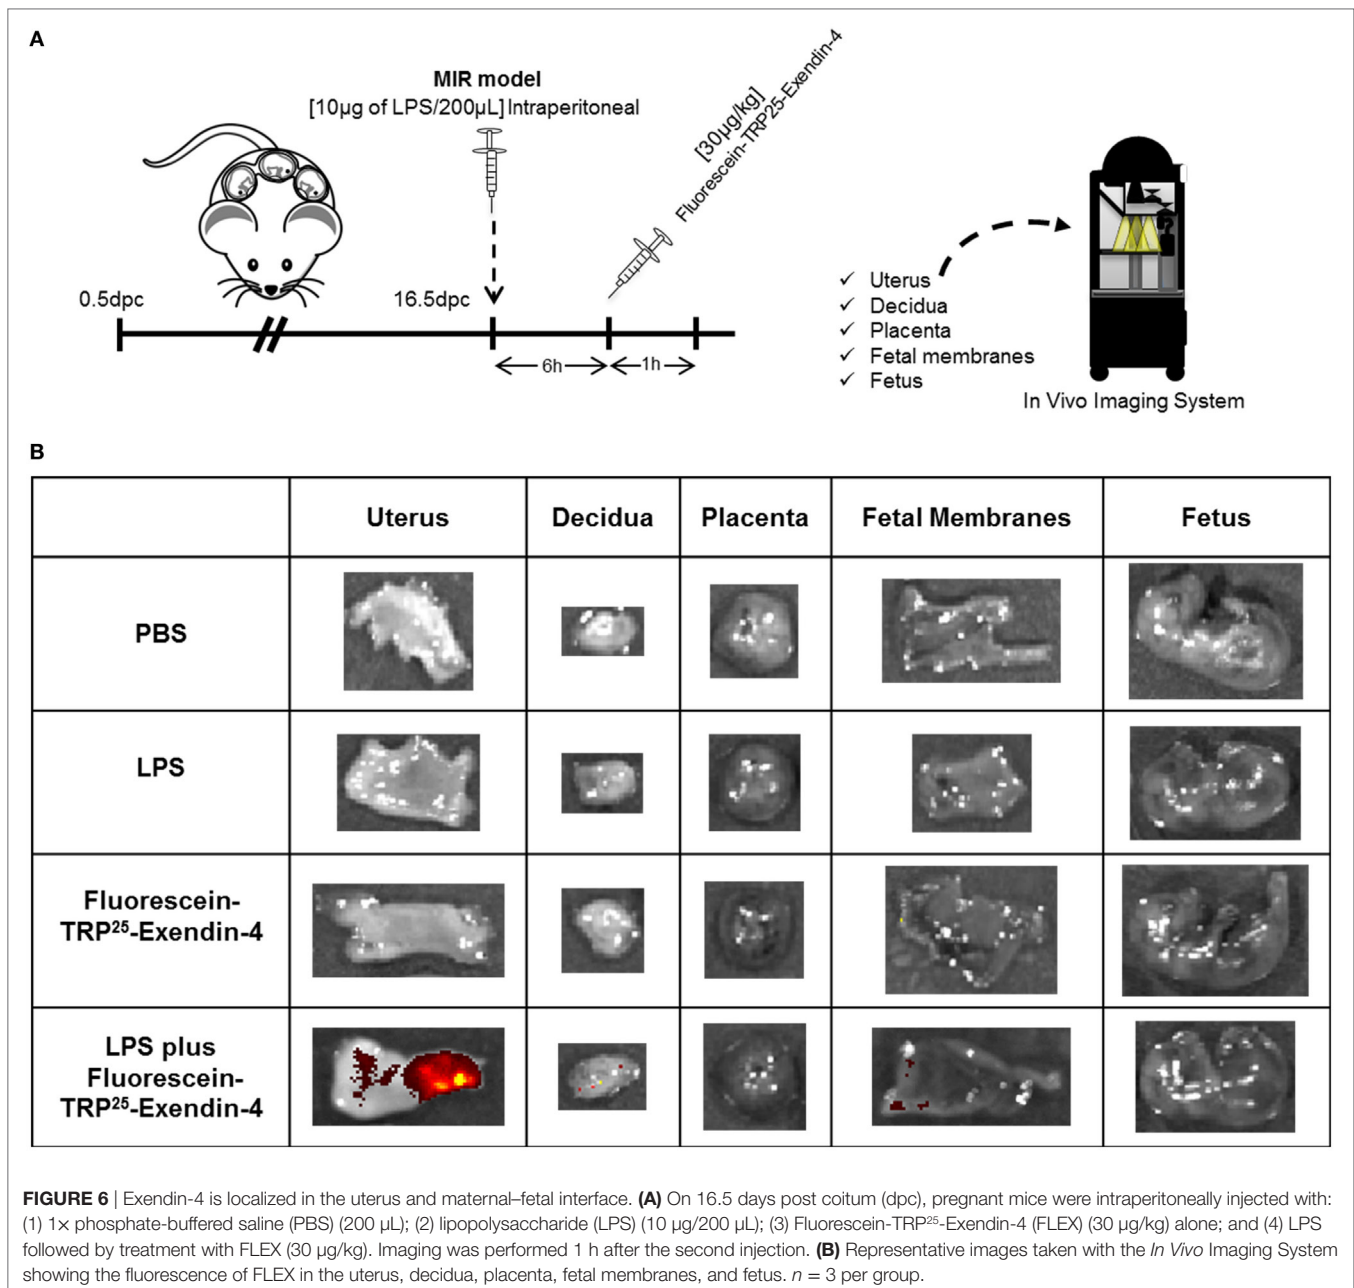 A
MIR model
[10µg of LPS/200µL] Intraperitoneal
[30µg/kg]
Fluorescein-TRP25-Exendin-4
0.5dpc
16.5dpc
6h
1h
✓ Uterus
✓ Decidua
✓ Placenta
✓ Fetal membranes
✓ Fetus
In Vivo Imaging System
B
Uterus Decidua Placenta Fetal Membranes Fetus
PBS
LPS
Fluorescein-
TRP²⁵-Exendin-4
LPS plus
Fluorescein-
TRP²⁵-Exendin-4
FIGURE 6 | Exendin-4 is localized in the uterus and maternal–fetal interface. (A) On 16.5 days post coitum (dpc), pregnant mice were intraperitoneally injected with:
(1) 1× phosphate-buffered saline (PBS) (200 µL); (2) lipopolysaccharide (LPS) (10 µg/200 µL); (3) Fluorescein-TRP²⁵-Exendin-4 (FLEX) (30 µg/kg) alone; and (4) LPS
followed by treatment with FLEX (30 µg/kg). Imaging was performed 1 h after the second injection. (B) Representative images taken with the In Vivo Imaging System
showing the fluorescence of FLEX in the uterus, decidua, placenta, fetal membranes, and fetus. n = 3 per group.